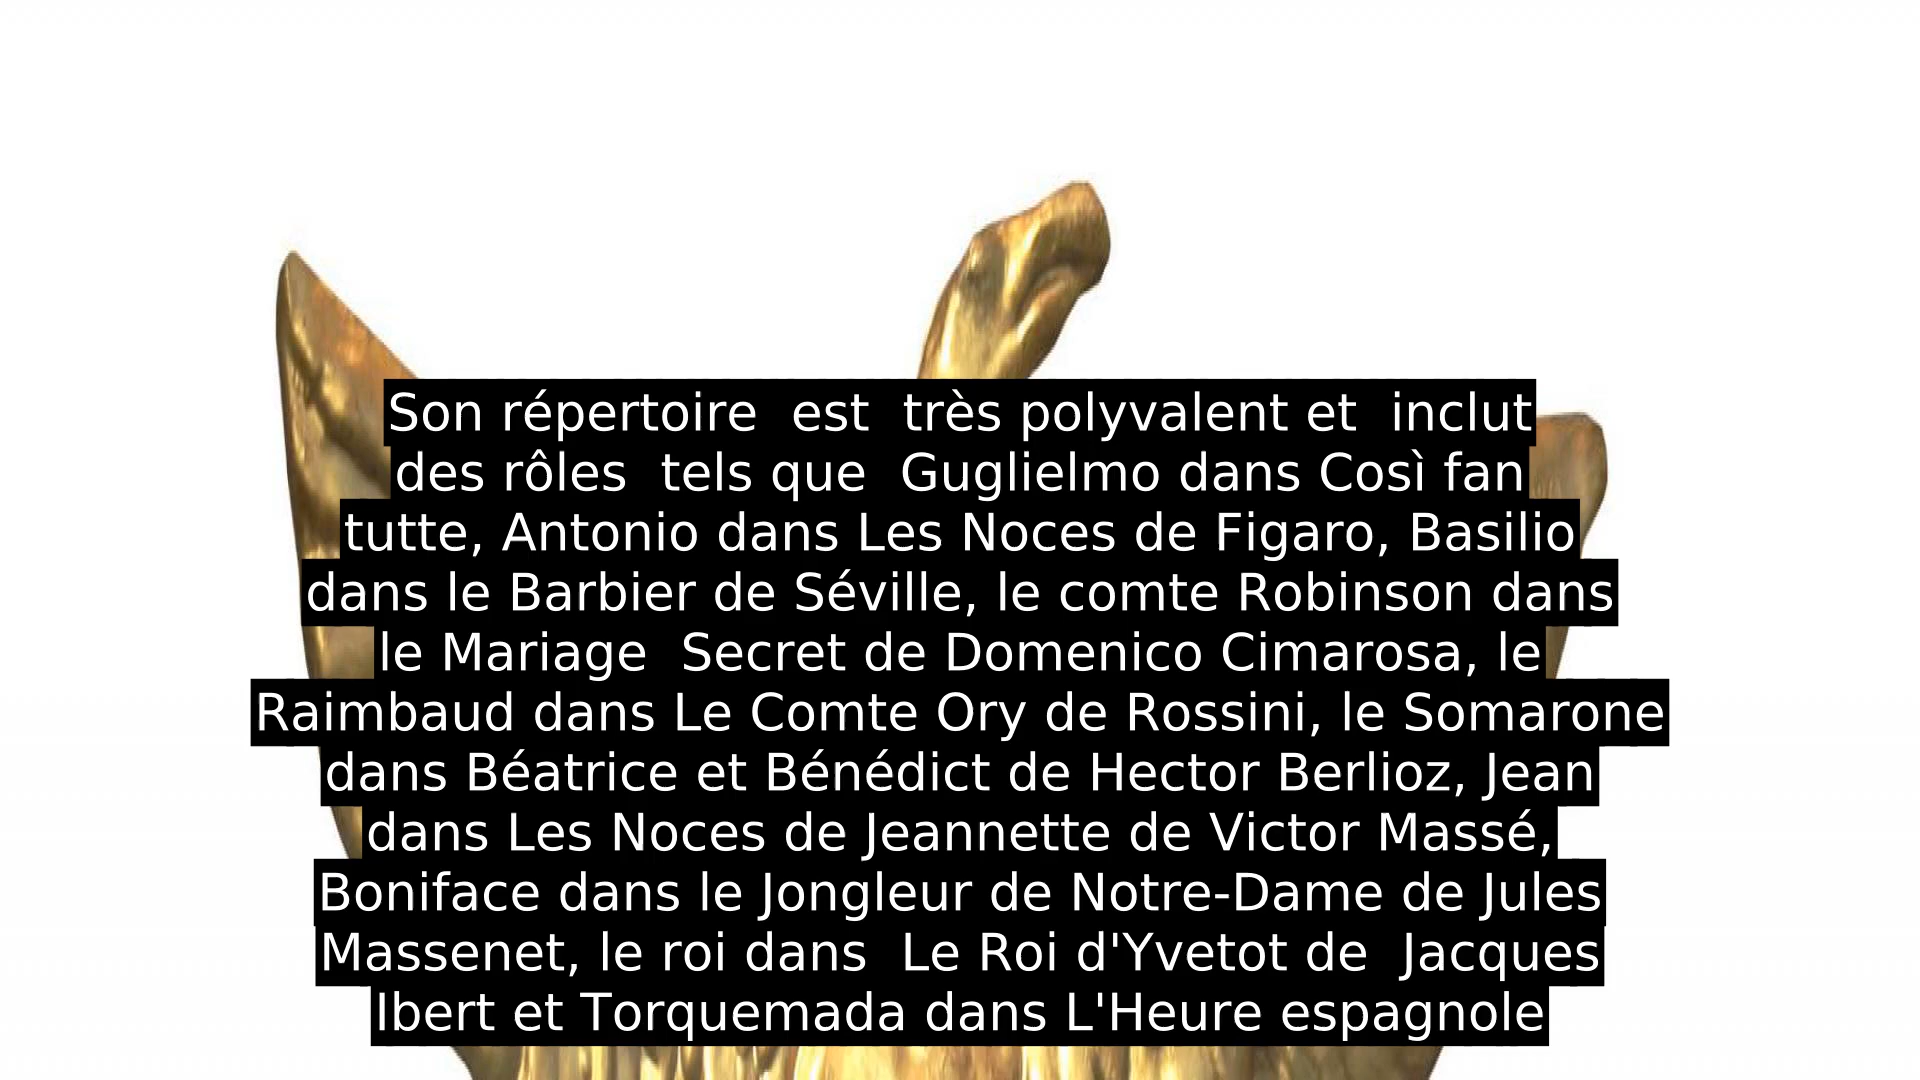 Son répertoire  est  très polyvalent et  inclut
des rôles  tels que  Guglielmo dans Così fan
tutte, Antonio dans Les Noces de Figaro, Basilio
dans le Barbier de Séville, le comte Robinson dans
le Mariage  Secret de Domenico Cimarosa, le
Raimbaud dans Le Comte Ory de Rossini, le Somarone
dans Béatrice et Bénédict de Hector Berlioz, Jean
dans Les Noces de Jeannette de Victor Massé,
Boniface dans le Jongleur de Notre-Dame de Jules
Massenet, le roi dans  Le Roi d'Yvetot de  Jacques
Ibert et Torquemada dans L'Heure espagnole